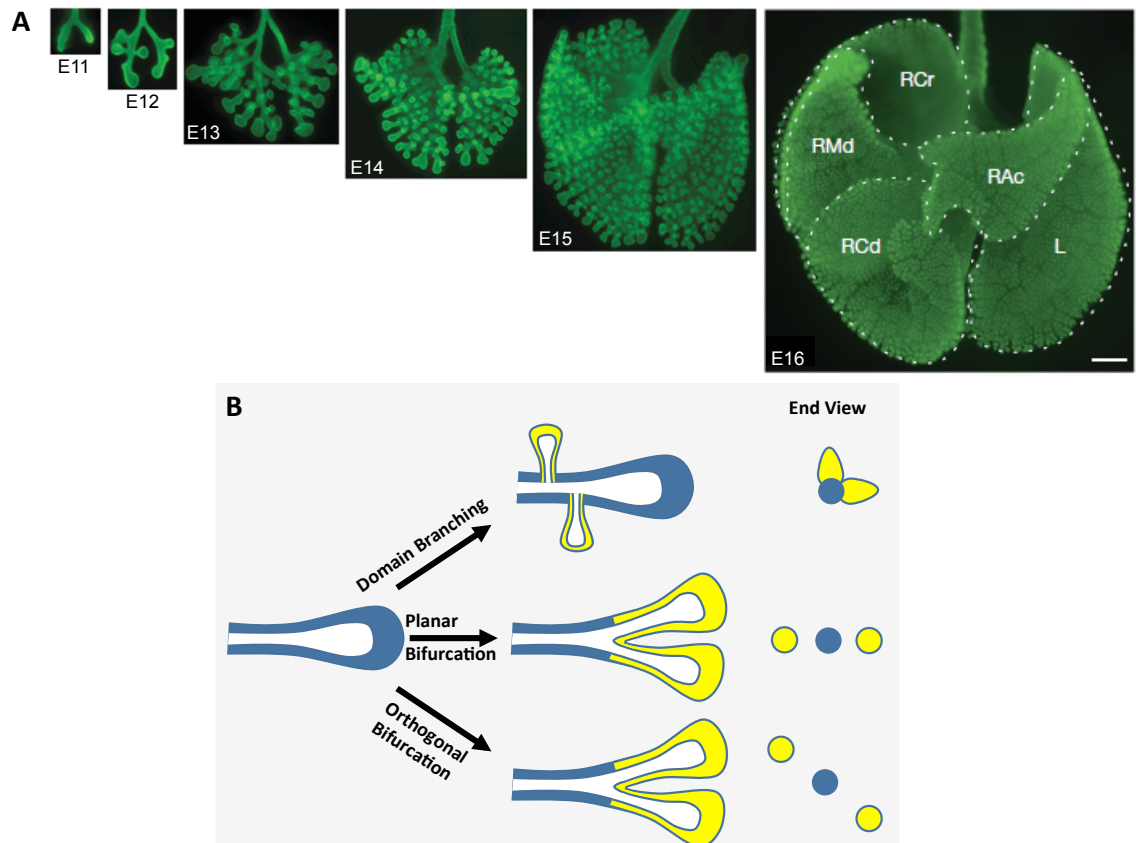 A
E11
E12
E13
E14
E15
RCr
RMd
RAc
RCd
L
E16
B
End View
Domain Branching
Planar
Bifurcation
Orthogonal
Bifurcation